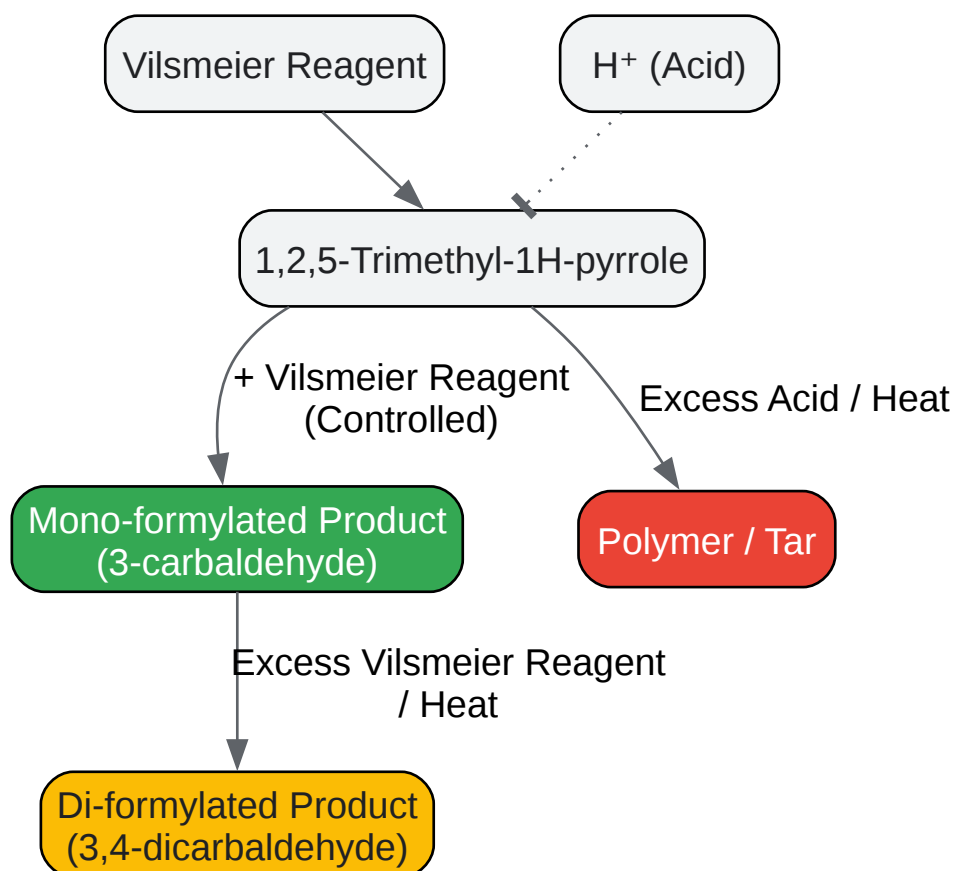 Vilsmeier Reagent
H⁺ (Acid)
1,2,5-Trimethyl-1H-pyrrole
+ Vilsmeier Reagent
(Controlled)
Excess Acid / Heat
Mono-formylated Product
(3-carbaldehyde)
Polymer / Tar
Excess Vilsmeier Reagent
/ Heat
Di-formylated Product
(3,4-dicarbaldehyde)